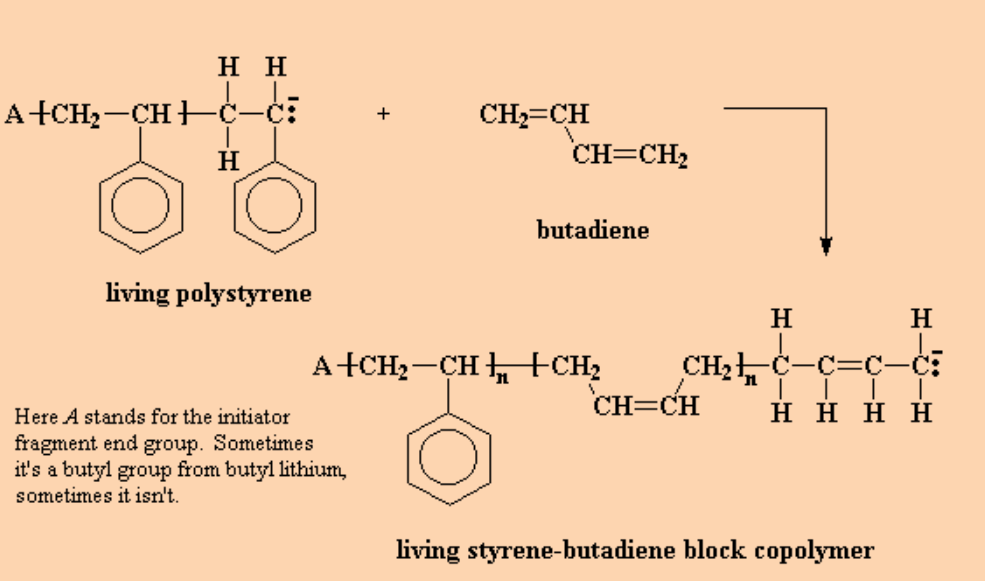 H H
A -[CH₂—CH]- C—C:⁻ + CH₂=CH
H
CH=CH₂
butadiene
living polystyrene
H H
A -[CH₂—CH]ₙ -[CH₂ CH₂]ₙ C—C=C—C:⁻
CH=CH H H H H
Here A stands for the initiator
fragment end group. Sometimes
it's a butyl group from butyl lithium,
sometimes it isn't.
living styrene-butadiene block copolymer